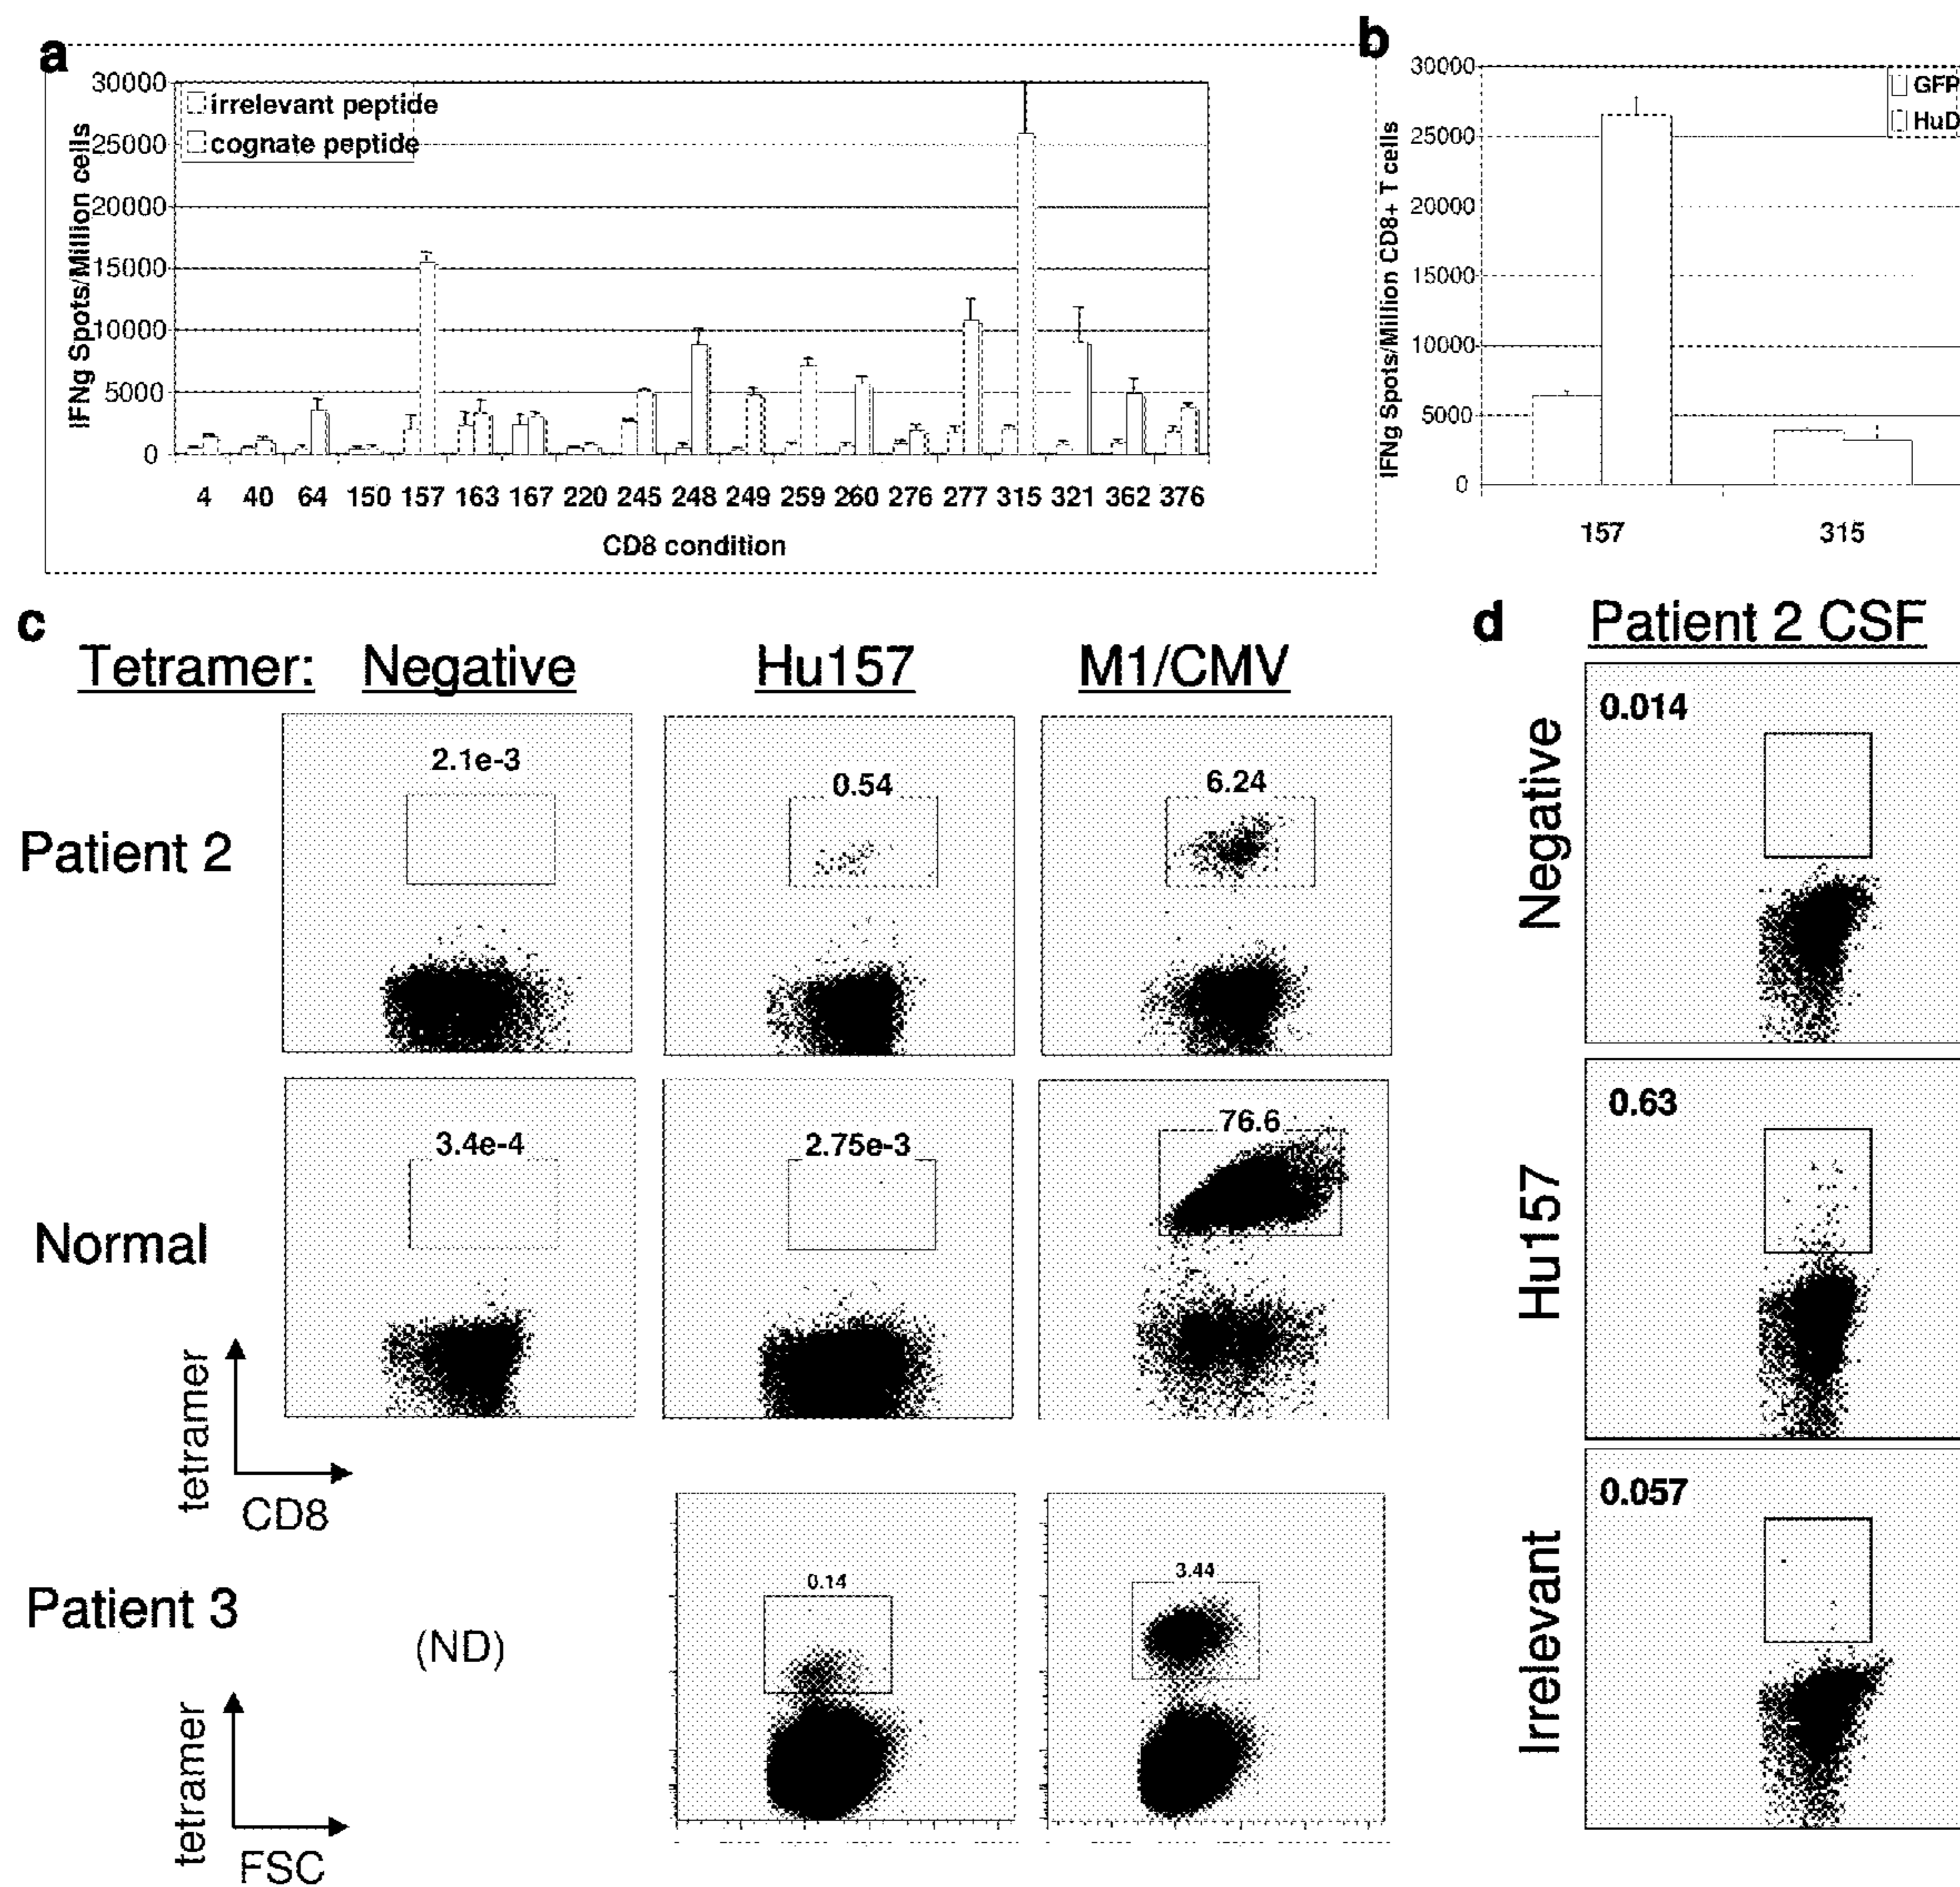 a
30000
irrelevant peptide
cognate peptide
25000
20000
15000
10000
5000
0
IFNg Spots/Million cells
4 40 64 150 157 163 167 220 245 248 249 259 260 276 277 315 321 362 376
CD8 condition
b
30000
GFP
HuD
25000
20000
15000
10000
5000
0
IFNg Spots/Million CD8+ T cells
157 315
c
Tetramer: Negative Hu157 M1/CMV
Patient 2
2.1e-3 0.54 6.24
Normal
3.4e-4 2.75e-3 76.6
tetramer
CD8
Patient 3
(ND)
0.14 3.44
tetramer
FSC
d
Patient 2 CSF
Negative
0.014
Hu157
0.63
Irrelevant
0.057